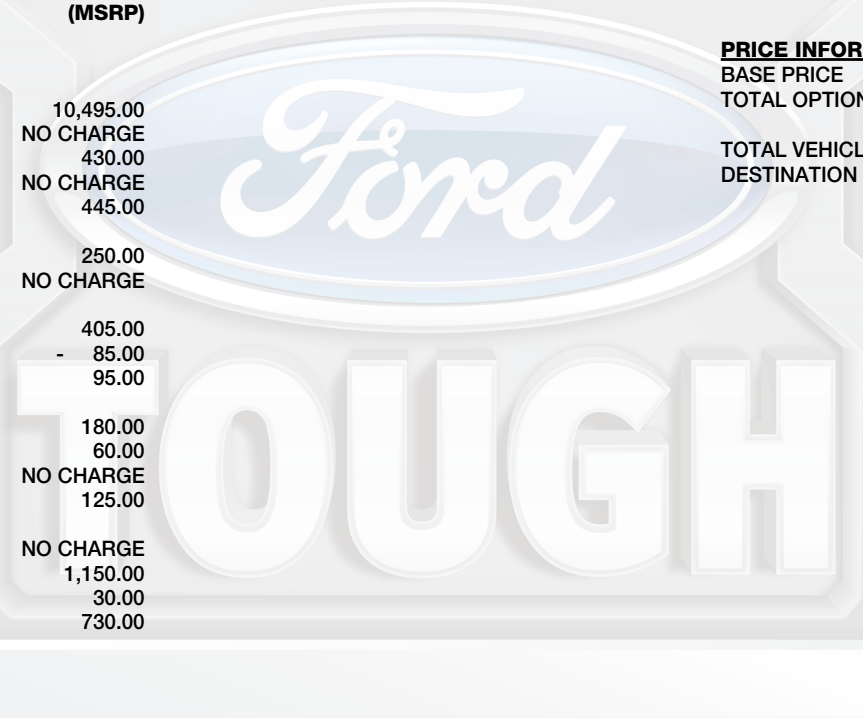 (MSRP)
10,495.00
NO CHARGE
430.00
NO CHARGE
445.00
250.00
NO CHARGE
405.00
- 85.00
95.00
180.00
60.00
NO CHARGE
125.00
NO CHARGE
1,150.00
30.00
730.00
PRICE INFOR
BASE PRICE
TOTAL OPTION
TOTAL VEHICL
DESTINATION
Ford
TOUGH